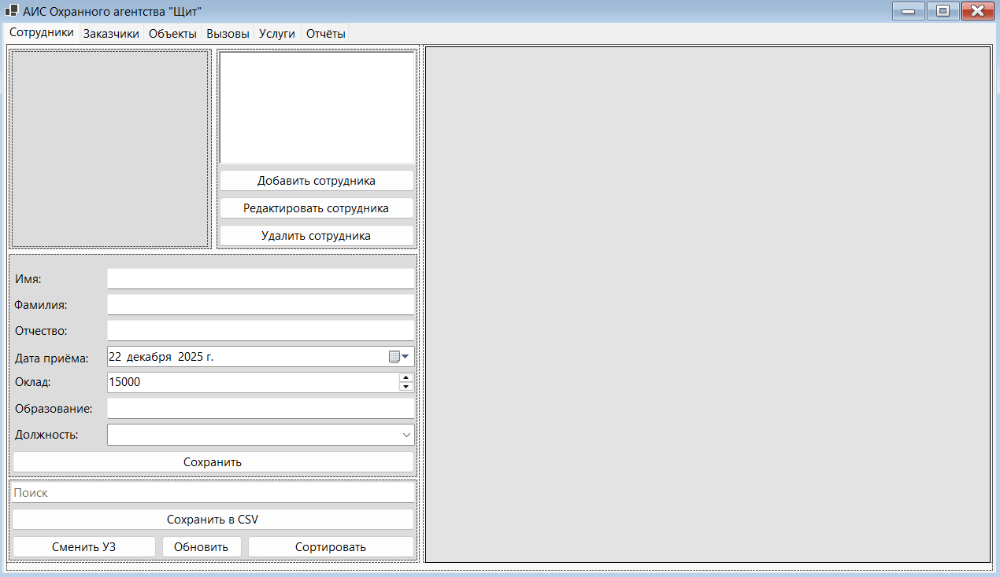 АИС Охранного агентства "Щит"
Сотрудники Заказчики Объекты Вызовы Услуги Отчёты
Добавить сотрудника
Редактировать сотрудника
Удалить сотрудника
Имя:
Фамилия:
Отчество:
Дата приёма: 22 декабря 2025 г.
Оклад: 15000
Образование:
Должность:
Сохранить
Поиск
Сохранить в CSV
Сменить УЗ Обновить Сортировать